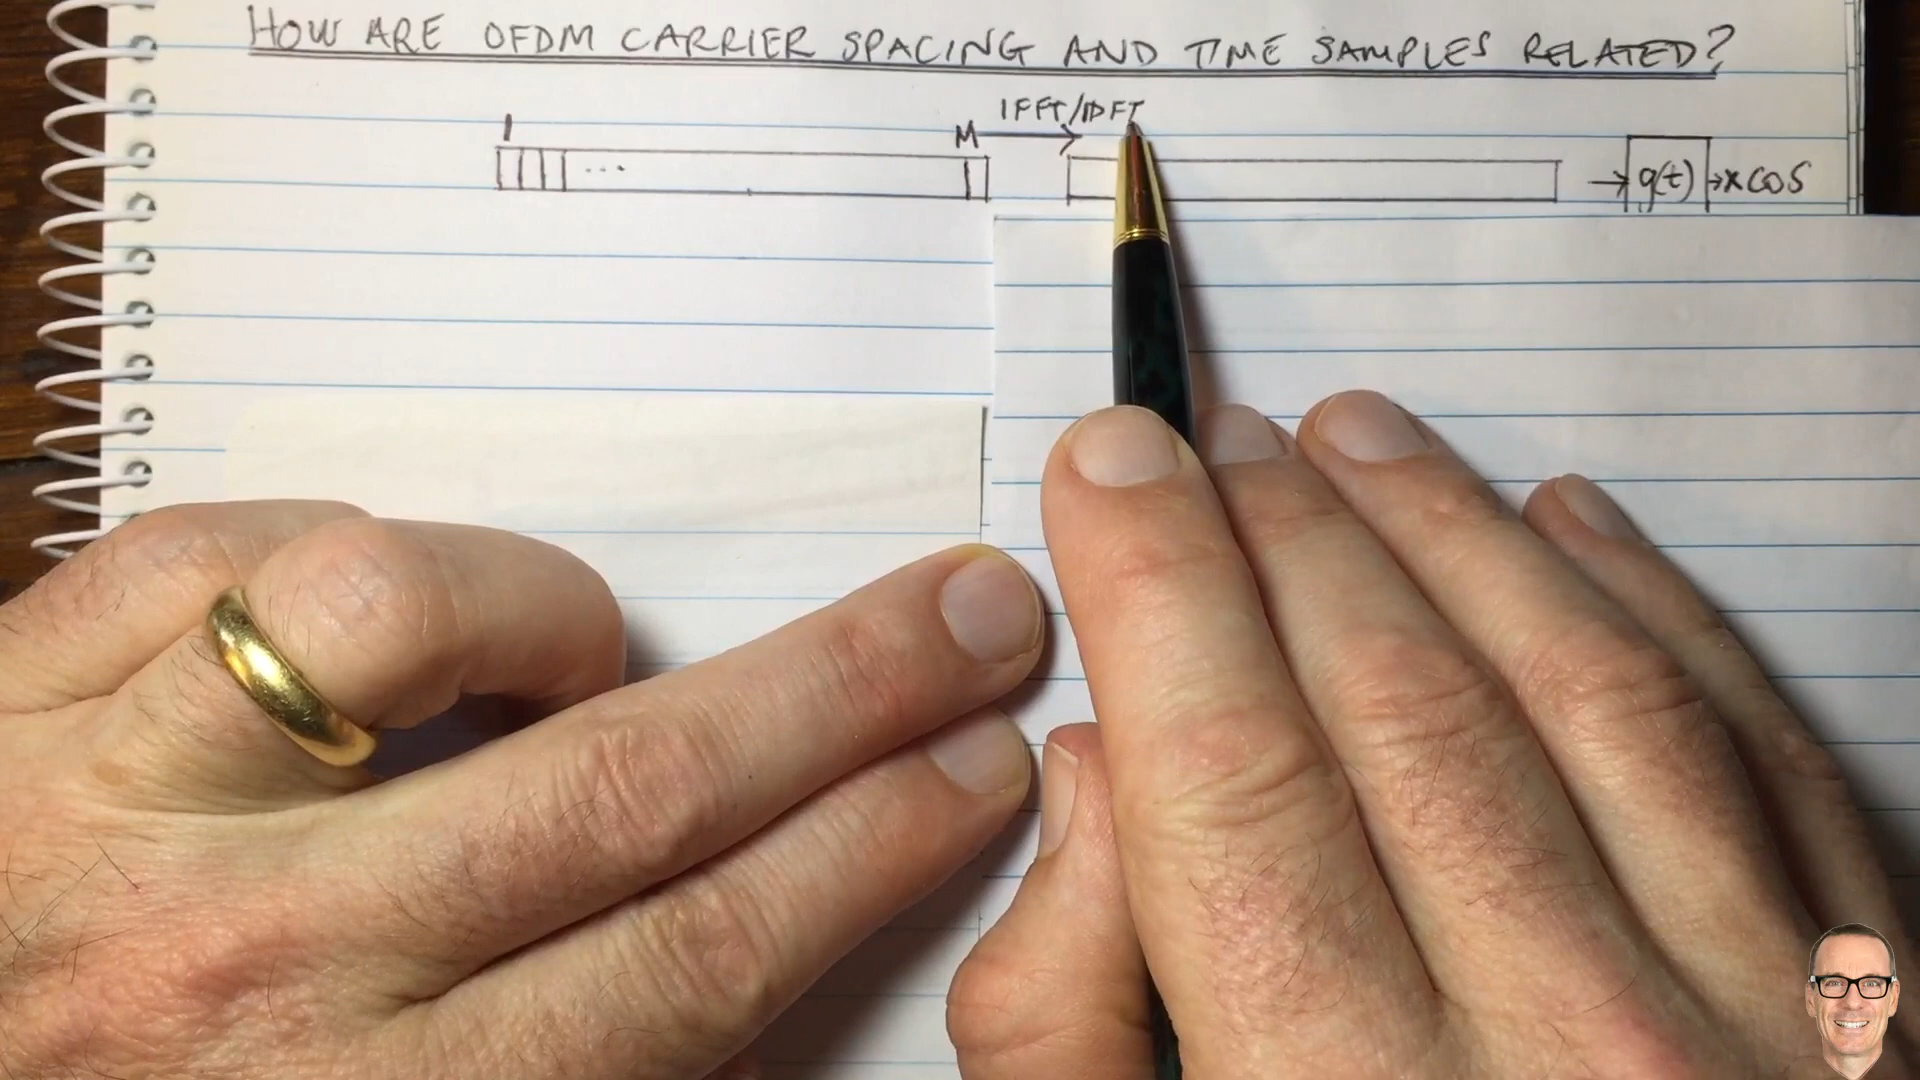 HOW ARE OFDM CARRIER SPACING AND TIME SAMPLES RELATED?
IFFT/IDFT
1 M
... g(t) x COS